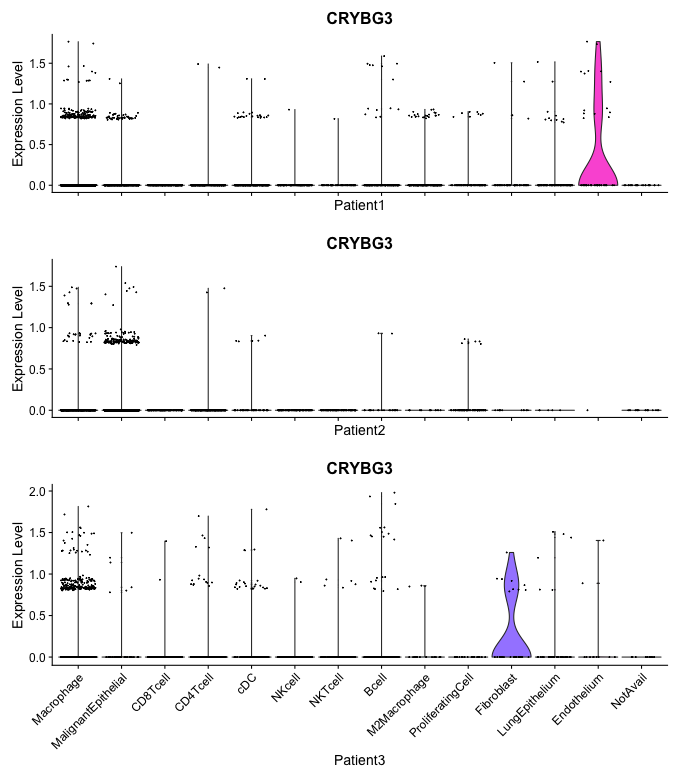 CRYBG3
Expression Level
1.5
1.0
0.5
0.0
Patient1
CRYBG3
Expression Level
1.5
1.0
0.5
0.0
Patient2
CRYBG3
Expression Level
2.0
1.5
1.0
0.5
0.0
Macrophage
MalignantEpithelial
CD8Tcell
CD4Tcell
cDC
NKcell
NKTcell
Bcell
M2Macrophage
ProliferatingCell
Fibroblast
LungEpithelium
Endothelium
NotAvail
Patient3